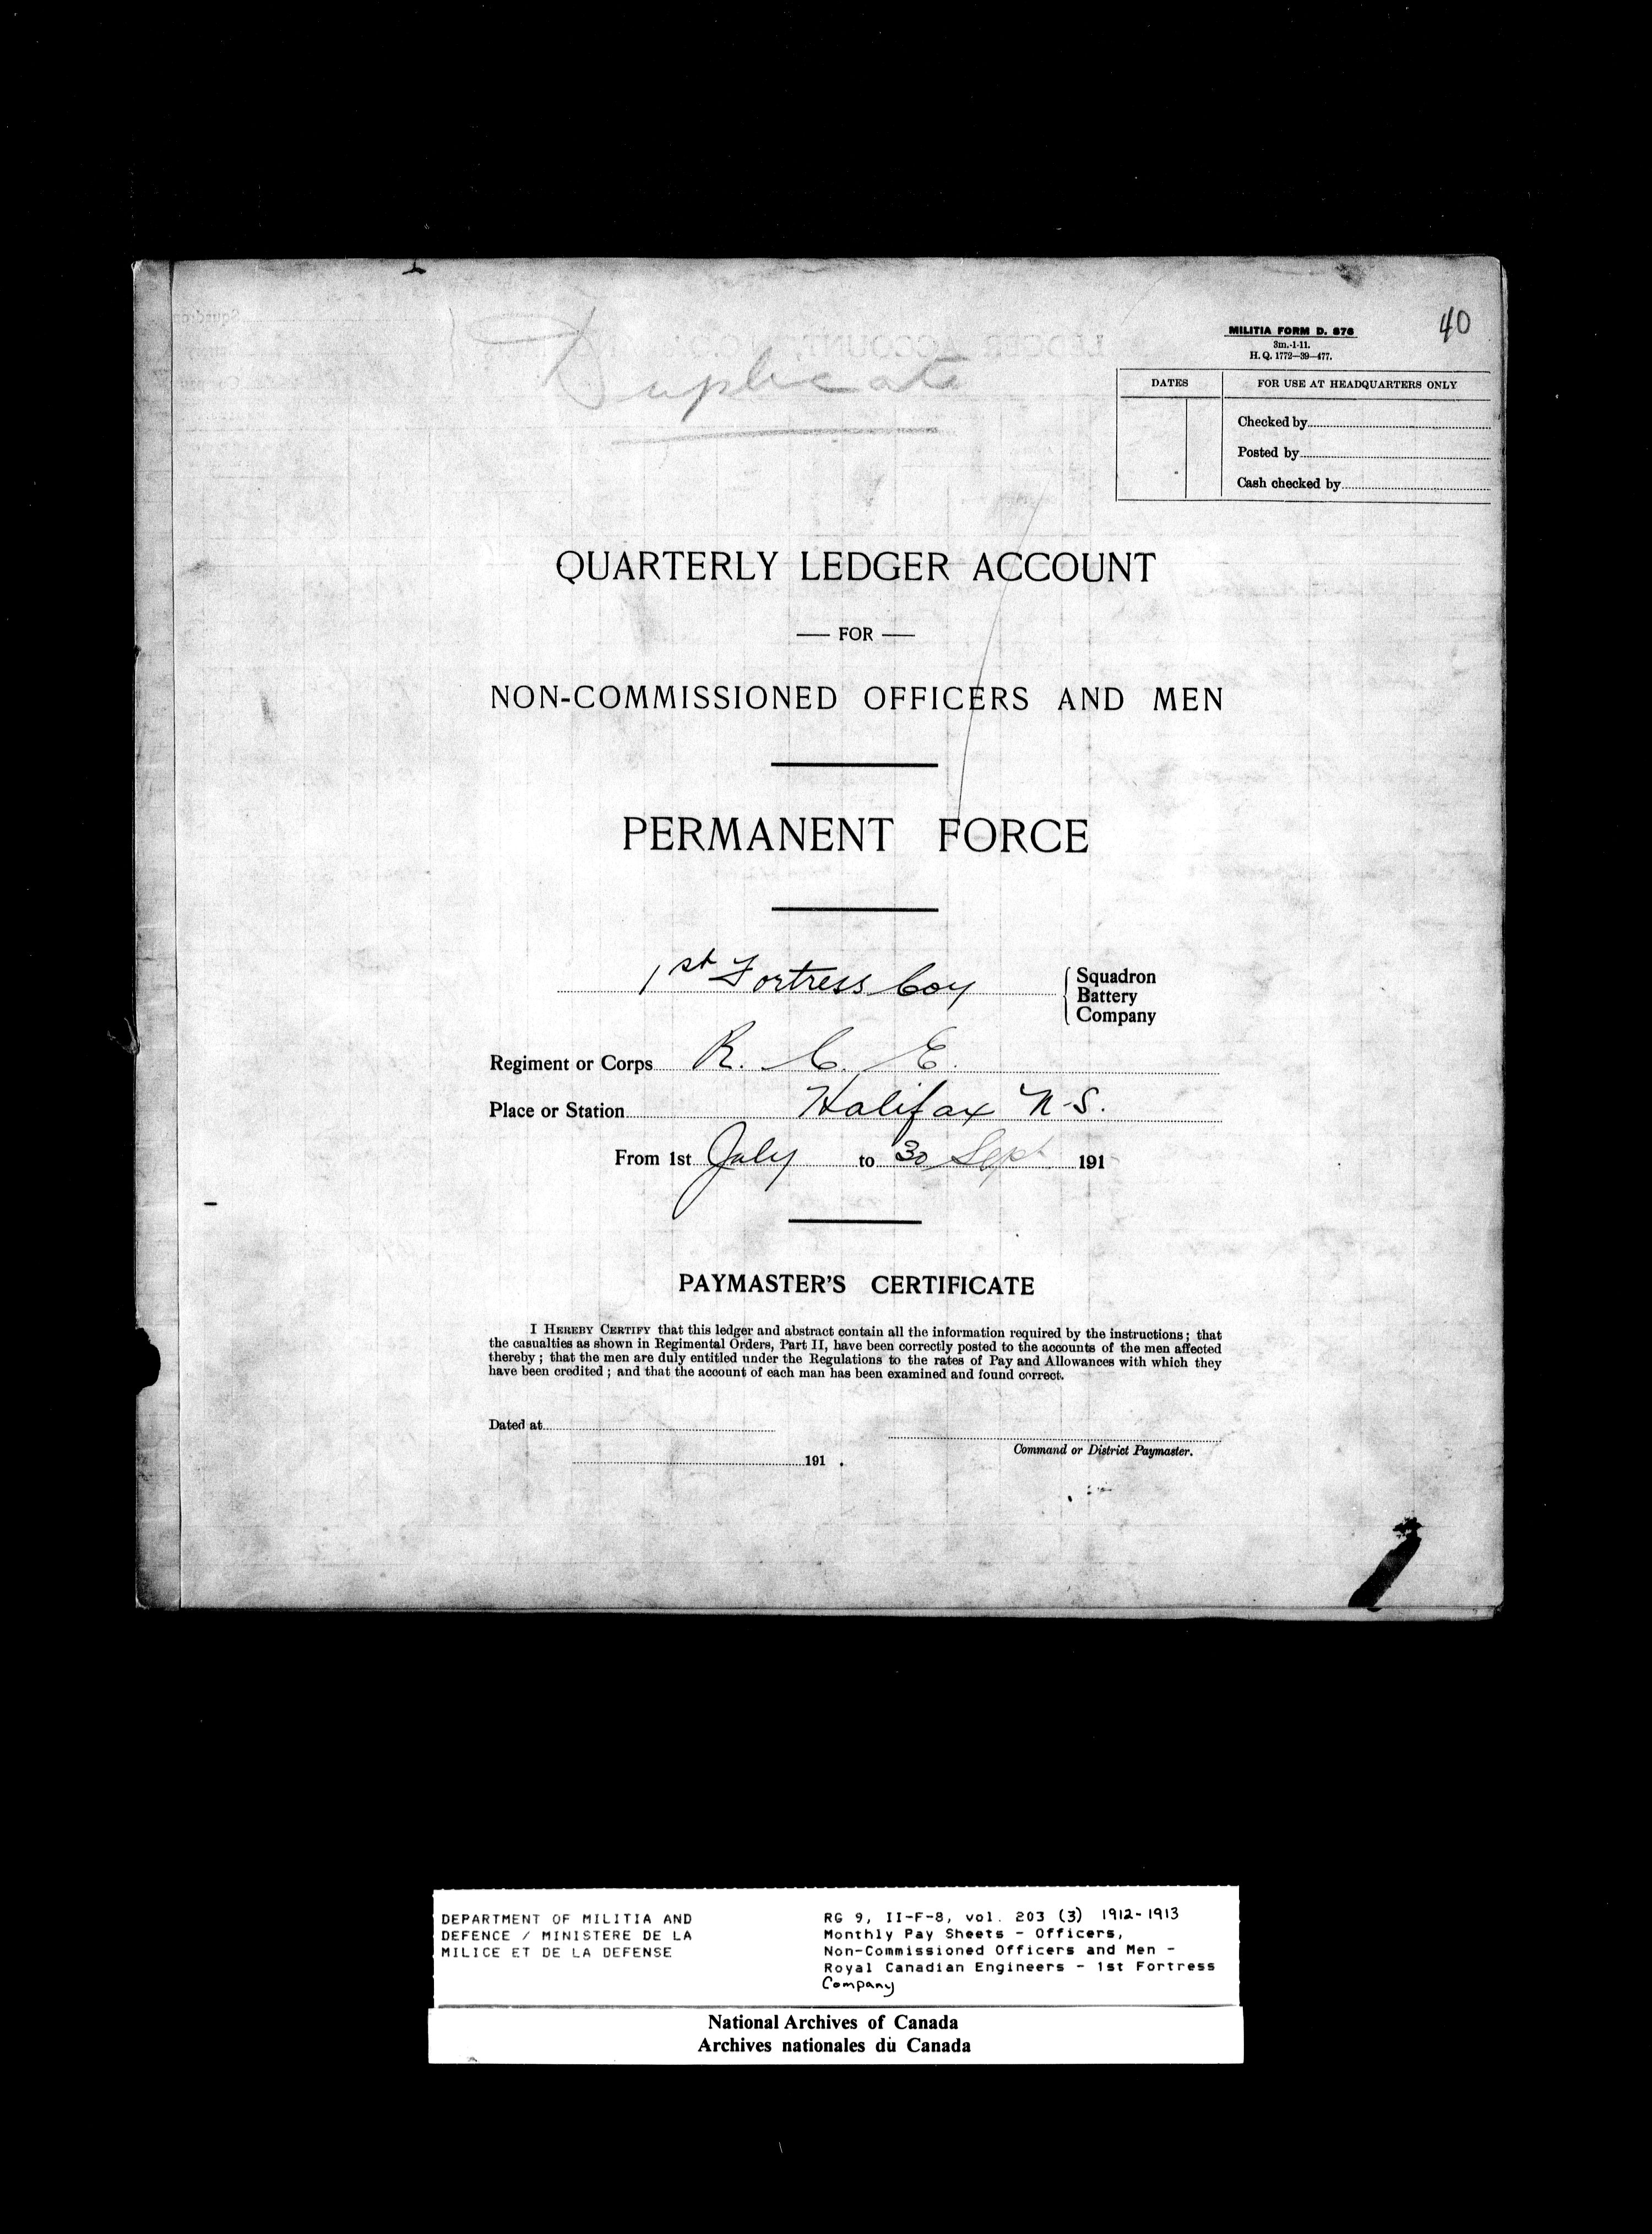 40
Duplicate
MILITIA FORM D. 876
3m.-1-11.
H. Q. 1772—39—477.
DATES
FOR USE AT HEADQUARTERS ONLY
Checked by
Posted by
Cash checked by
QUARTERLY LEDGER ACCOUNT
— FOR —
NON-COMMISSIONED OFFICERS AND MEN
PERMANENT FORCE
1st Fortress Coy { Squadron
Battery
Company
Regiment or Corps R. C. E.
Place or Station Halifax N-S.
From 1st July to 30 Sept 191
PAYMASTER'S CERTIFICATE
I HEREBY CERTIFY that this ledger and abstract contain all the information required by the instructions ; that
the casualties as shown in Regimental Orders, Part II, have been correctly posted to the accounts of the men affected
thereby ; that the men are duly entitled under the Regulations to the rates of Pay and Allowances with which they
have been credited ; and that the account of each man has been examined and found correct.
Dated at
Command or District Paymaster.
191 .
DEPARTMENT OF MILITIA AND
DEFENCE / MINISTERE DE LA
MILICE ET DE LA DEFENSE
RG 9, II-F-8, vol. 203 (3) 1912-1913
Monthly Pay Sheets - Officers,
Non-Commissioned Officers and Men -
Royal Canadian Engineers - 1st Fortress
Company
National Archives of Canada
Archives nationales du Canada